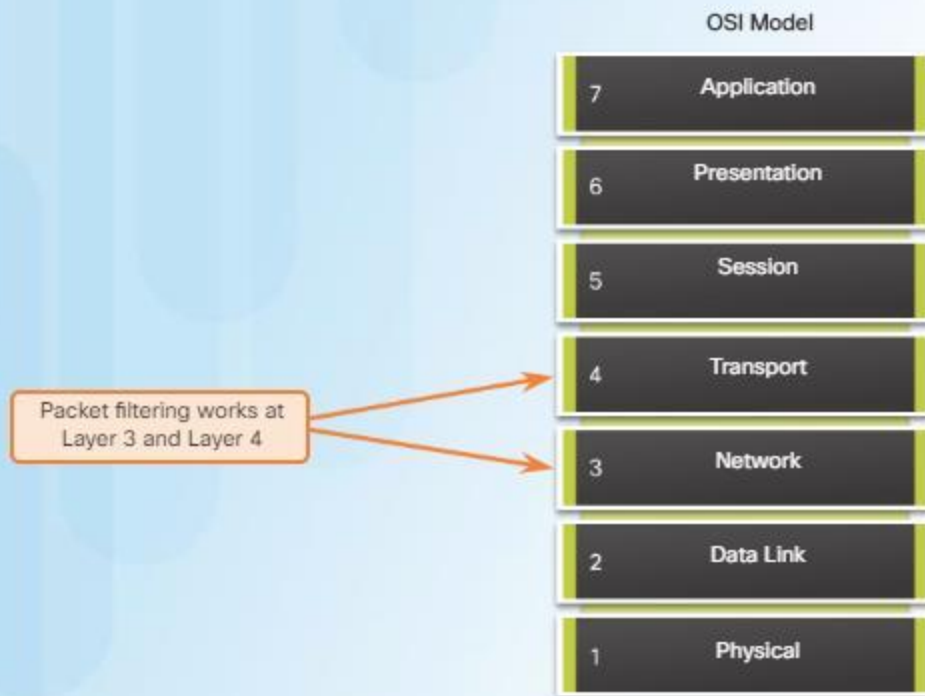 OSI Model
7 Application
6 Presentation
5 Session
4 Transport
Packet filtering works at
Layer 3 and Layer 4
3 Network
2 Data Link
1 Physical